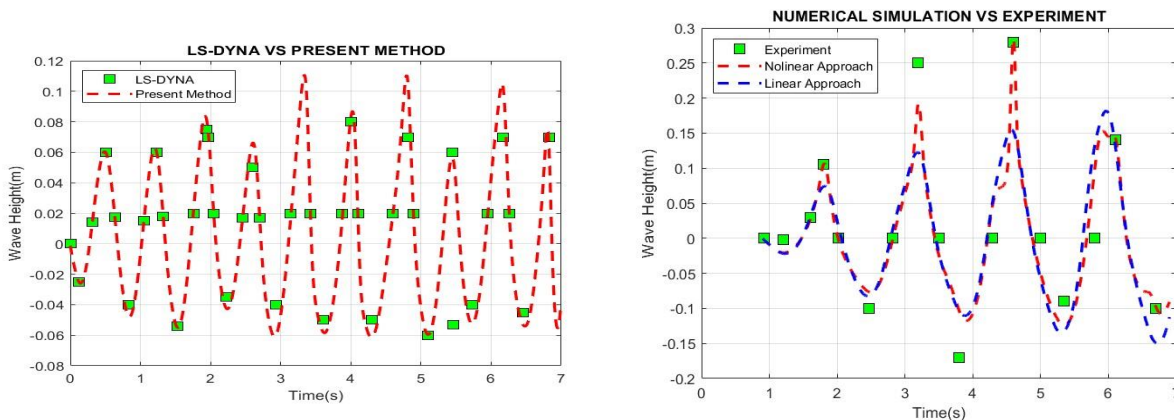 LS-DYNA VS PRESENT METHOD
LS-DYNA
Present Method
Wave Height(m)
0.12
0.1
0.08
0.06
0.04
0.02
0
-0.02
-0.04
-0.06
-0.08
0 1 2 3 4 5 6 7
Time(s)
NUMERICAL SIMULATION VS EXPERIMENT
Experiment
Nolinear Approach
Linear Approach
Wave Height(m)
0.3
0.25
0.2
0.15
0.1
0.05
0
-0.05
-0.1
-0.15
-0.2
0 1 2 3 4 5 6 7
Time(s)